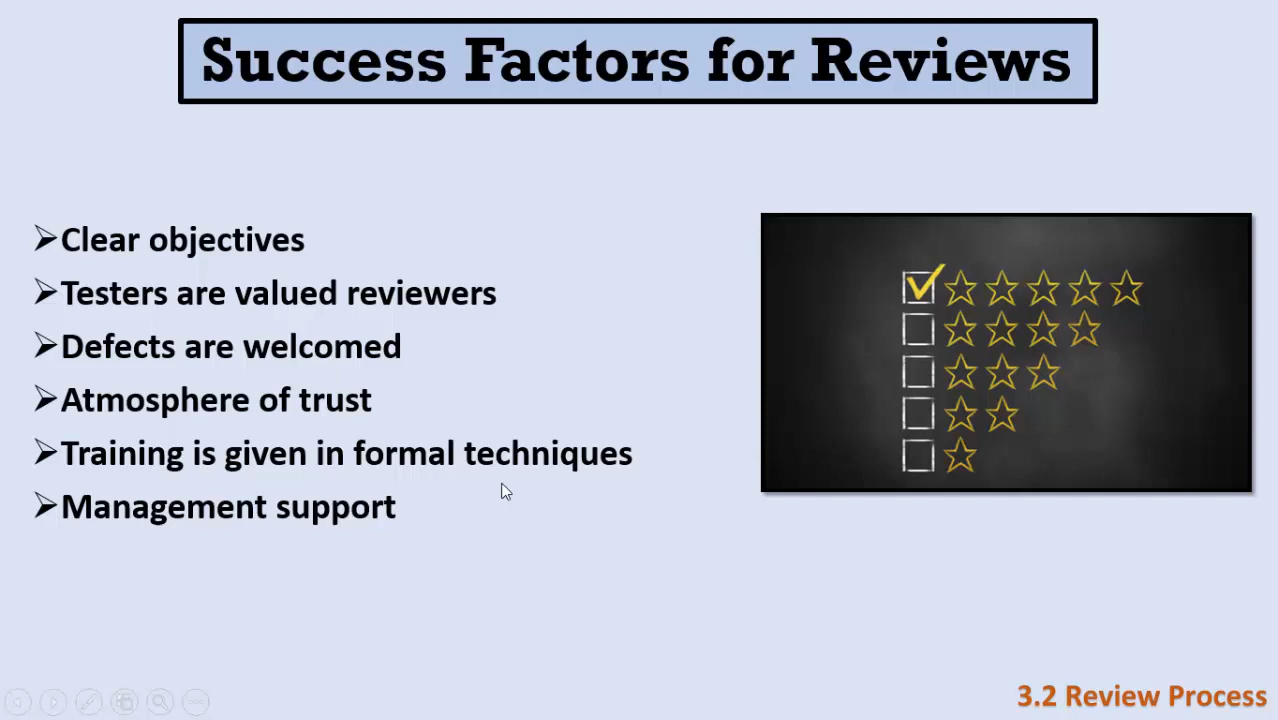 Success Factors for Reviews
Clear objectives
Testers are valued reviewers
Defects are welcomed
Atmosphere of trust
Training is given in formal techniques
Management support
3.2 Review Process